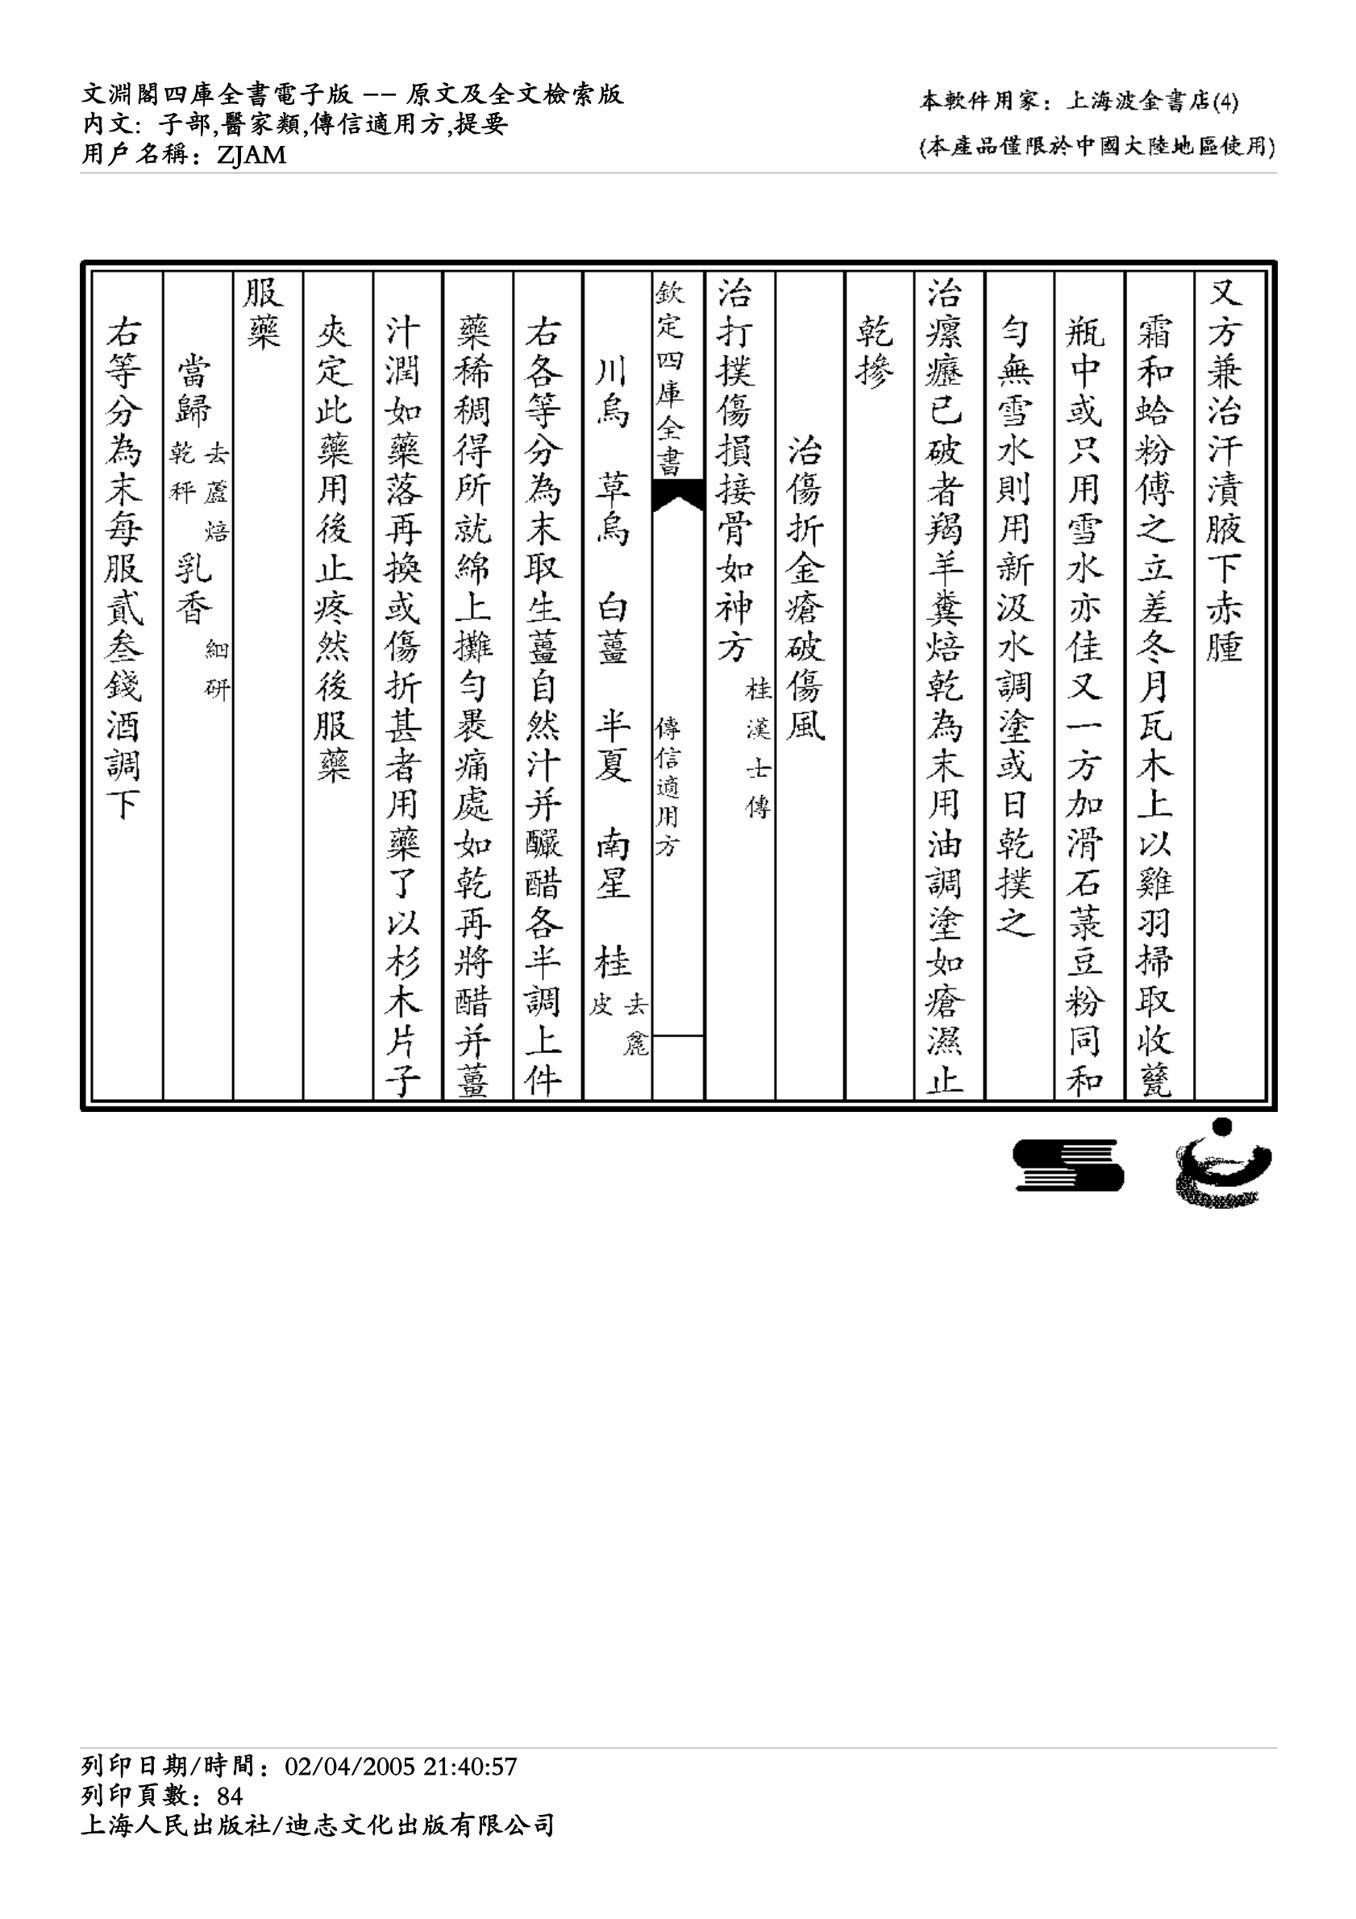 文淵閣四庫全書電子版 -- 原文及全文檢索版
內文: 子部,醫家類,傳信適用方,提要
用戶名稱：ZJAM
本軟件用家：上海波金書店(4)
(本產品僅限於中國大陸地區使用)
又方兼治汗漬腋下赤腫
霜和蛤粉傅之立差冬月瓦木上以雞羽掃取收甆
瓶中或只用雪水亦佳又一方加滑石菉豆粉同和
勻無雪水則用新汲水調塗或日乾撲之
治瘰癧已破者羯羊糞焙乾為末用油調塗如瘡濕止
乾摻
治傷折金瘡破傷風
治打撲傷損接骨如神方桂漢士傳
欽定四庫全書 傳信適用方
川烏 草烏 白薑 半夏 南星 桂去麄皮
右各等分為末取生薑自然汁并釅醋各半調上件
藥稀稠得所就綿上攤勻褁痛處如乾再將醋并薑
汁潤如藥落再換或傷折甚者用藥了以杉木片子
夾定此藥用後止疼然後服藥
服藥
當歸去蘆焙乾秤 乳香細研
右等分為末每服貳叁錢酒調下
列印日期/時間：02/04/2005 21:40:57
列印頁數：84
上海人民出版社/迪志文化出版有限公司